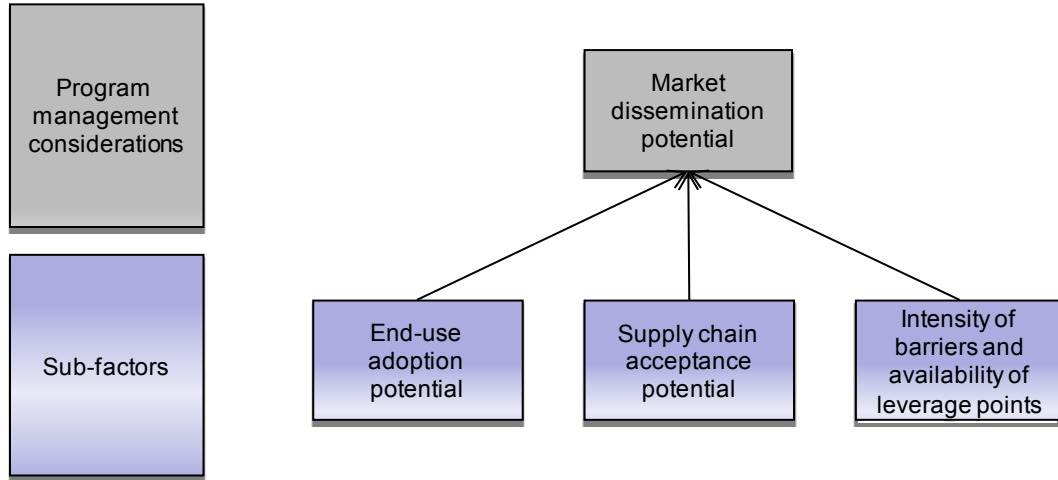 Program
management
considerations
Market
dissemination
potential
Sub-factors
End-use
adoption
potential
Supply chain
acceptance
potential
Intensity of
barriers and
availability of
leverage points